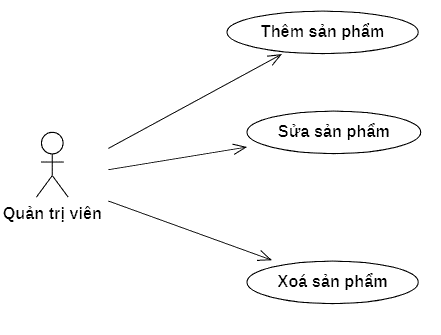 Thêm sản phẩm
Sửa sản phẩm
Quản trị viên
Xoá sản phẩm